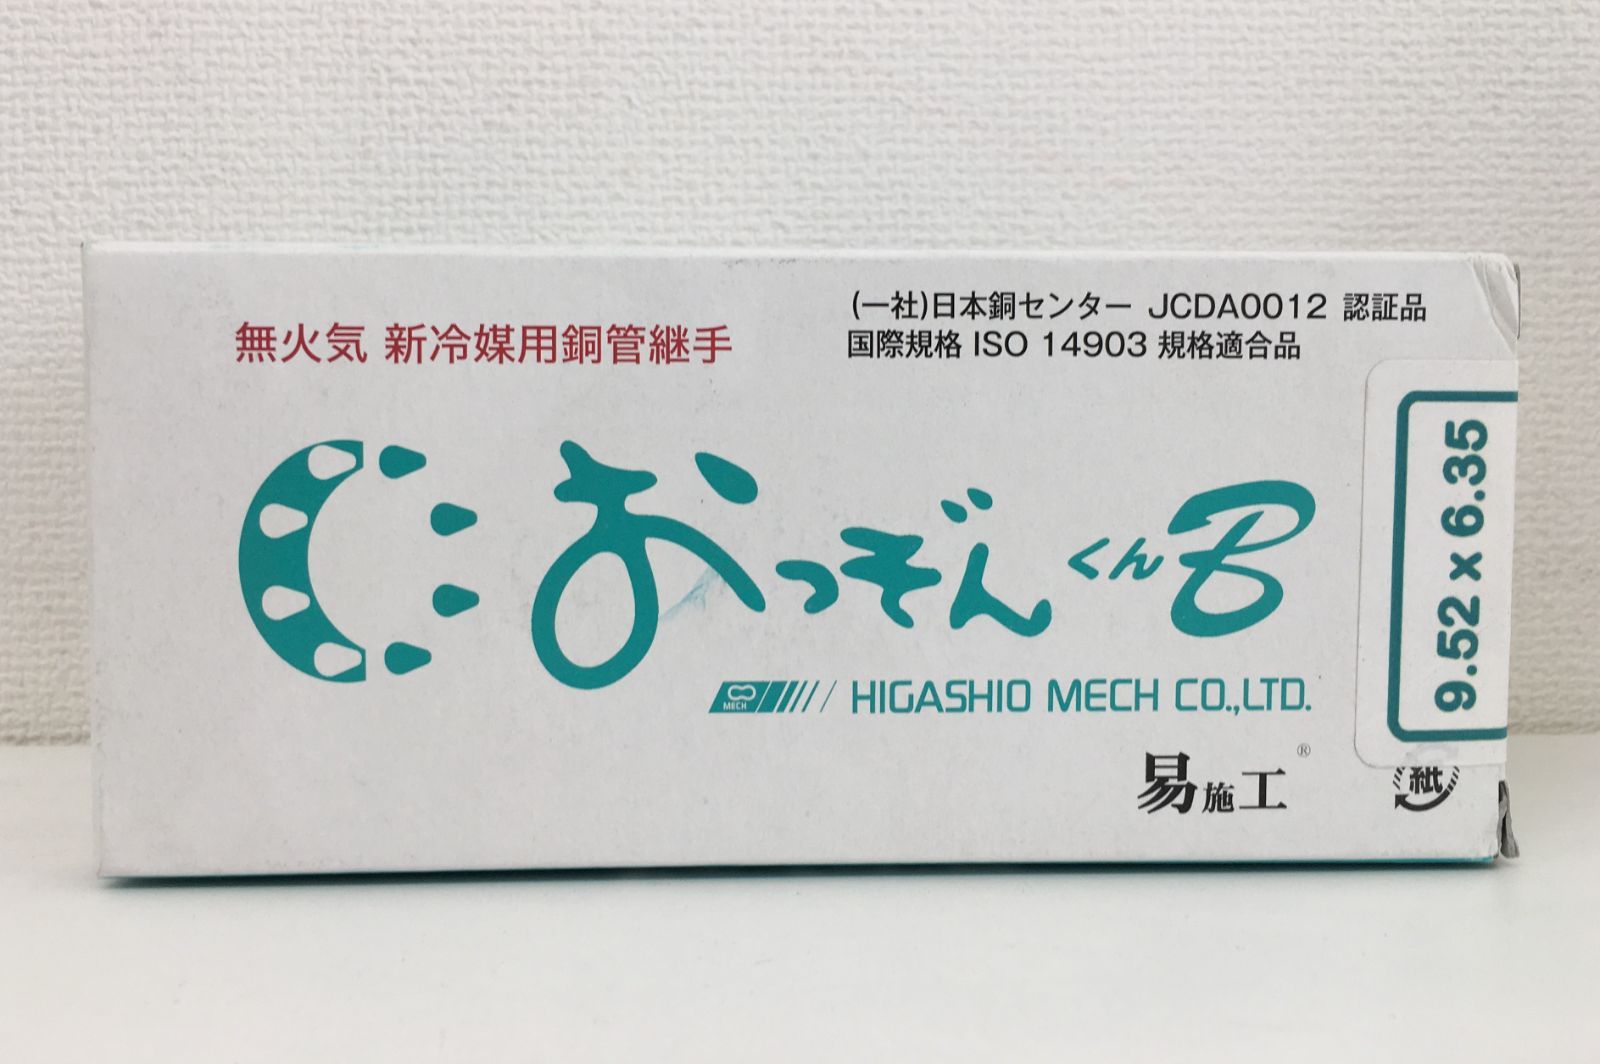 (一社)日本銅センター JCDA0012 認証品
無火気 新冷媒用銅管継手
国際規格 ISO 14903 規格適合品
おっぞんくんB
9.52 x 6.35
MECH HIGASHIO MECH CO.,LTD.
易施工®
紙